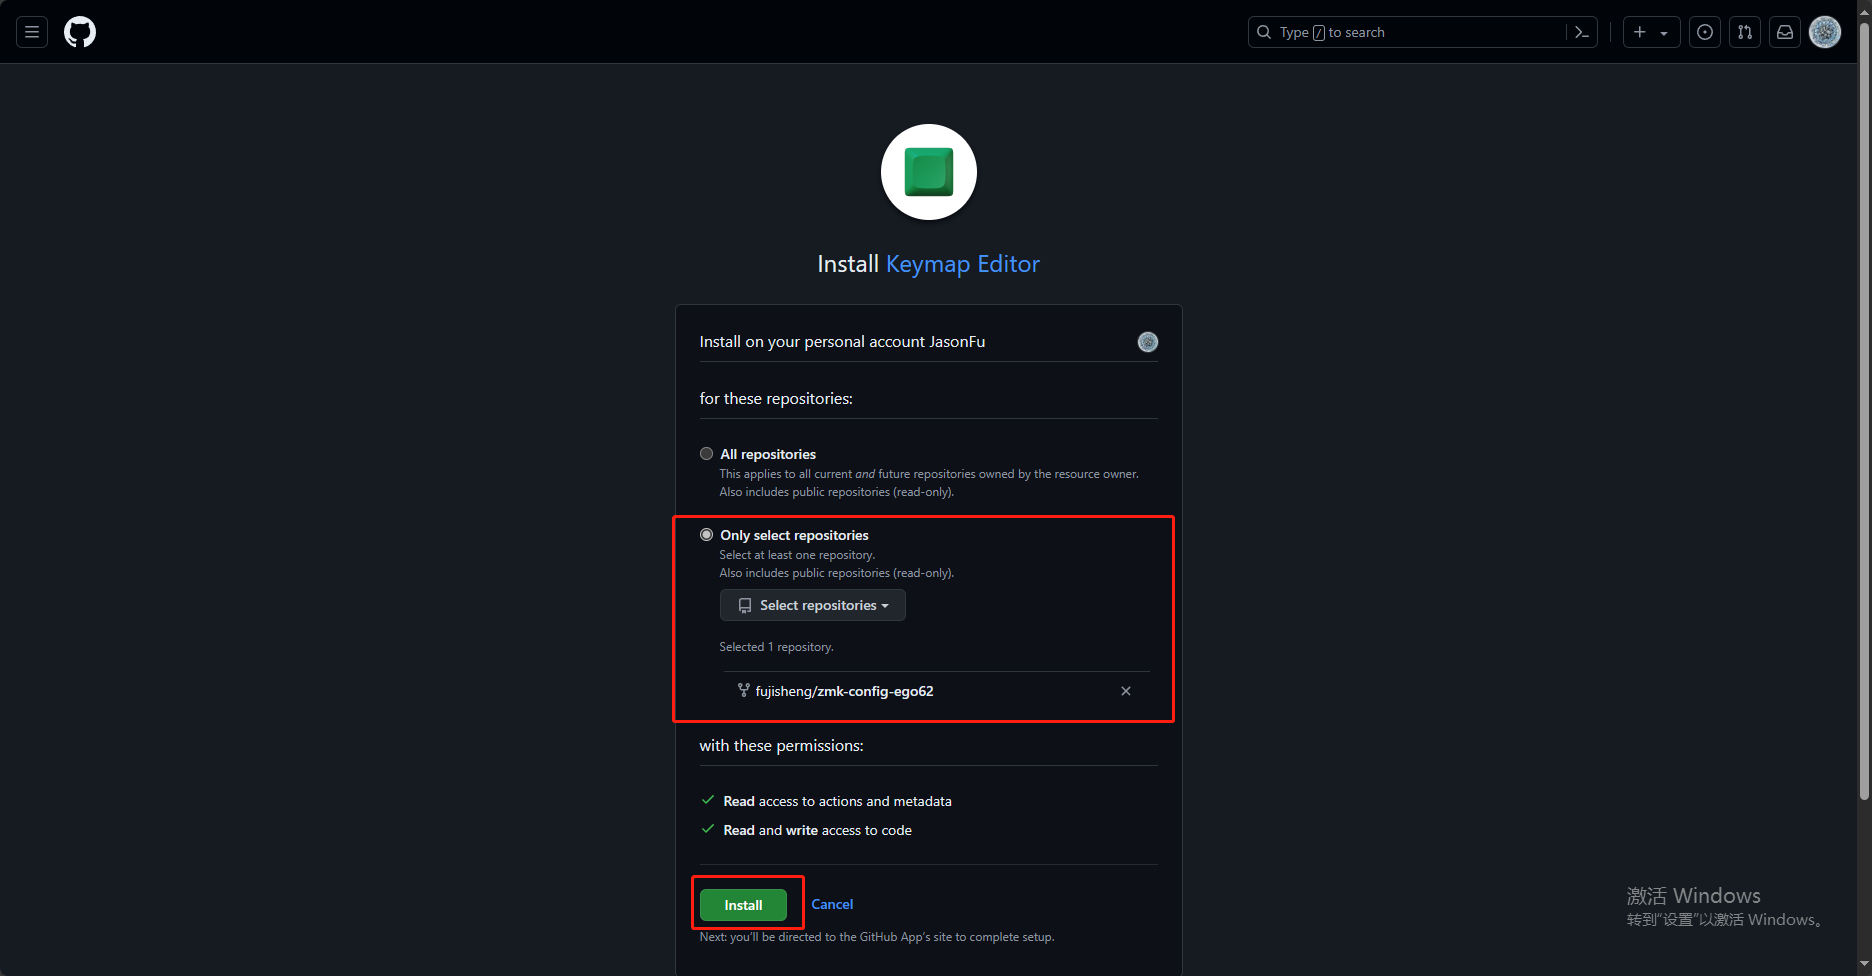 Type / to search
Install Keymap Editor
Install on your personal account JasonFu
for these repositories:
All repositories
This applies to all current and future repositories owned by the resource owner.
Also includes public repositories (read-only).
Only select repositories
Select at least one repository.
Also includes public repositories (read-only).
Select repositories
Selected 1 repository.
fujisheng/zmk-config-ego62
with these permissions:
Read access to actions and metadata
Read and write access to code
Install Cancel
Next: you'll be directed to the GitHub App's site to complete setup.
激活 Windows
转到“设置”以激活 Windows。